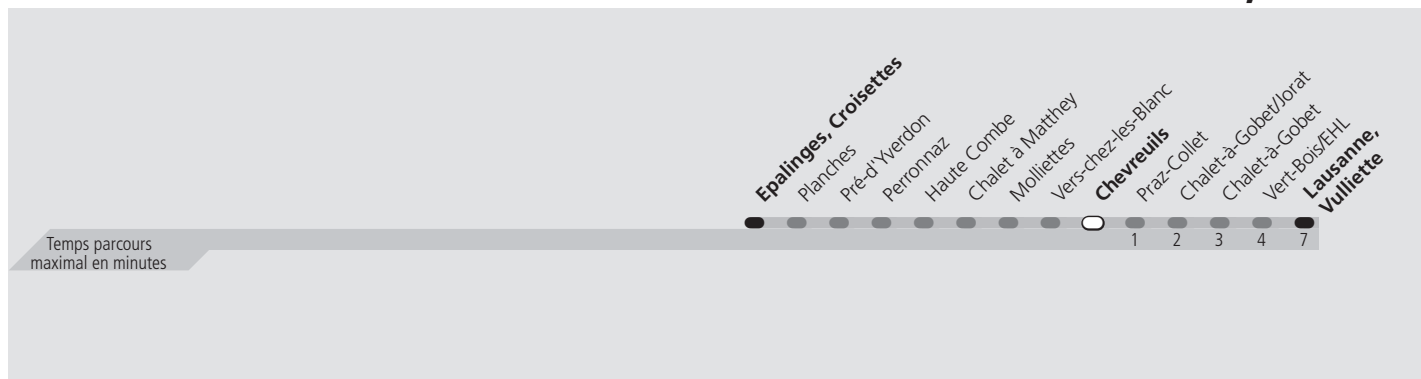 Epalinges, Croisettes
Planches
Pré-d'Yverdon
Perronnaz
Haute Combe
Chalet à Matthey
Molliettes
Vers-chez-les-Blanc
Chevreuils
Praz-Collet
Chalet-à-Gobet/Jorat
Chalet-à-Gobet
Vert-Bois/EHL
Lausanne,
Vulliette
Temps parcours
maximal en minutes
1 2 3 4 7